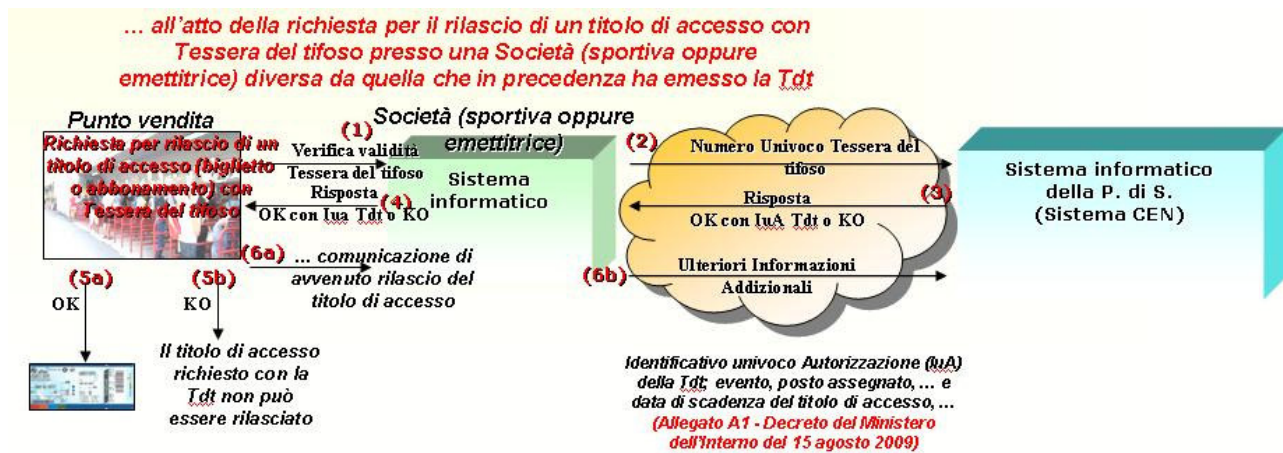 ... all'atto della richiesta per il rilascio di un titolo di accesso con
Tessera del tifoso presso una Società (sportiva oppure
emettitrice) diversa da quella che in precedenza ha emesso la Tdt
Punto vendita
Richiesta per rilascio di un
titolo di accesso (biglietto
o abbonamento) con
Tessera del tifoso
(1)
Verifica validità
Tessera del tifoso
Risposta
(4)
OK con Iua Tdt o KO
Società (sportiva oppure
emettitrice)
Sistema
informatico
(2)
Numero Univoco Tessera del
tifoso
Risposta
(3)
OK con IuA Tdt o KO
Sistema informatico
della P. di S.
(Sistema CEN)
(6a)
... comunicazione di
avvenuto rilascio del
titolo di accesso
(6b)
Ulteriori Informazioni
Addizionali
(5a)
OK
(5b)
KO
Il titolo di accesso
richiesto con la
Tdt non può
essere rilasciato
Identificativo univoco Autorizzazione (IuA)
della Tdt; evento, posto assegnato, ... e
data di scadenza del titolo di accesso, ...
(Allegato A1 - Decreto del Ministero
dell'Interno del 15 agosto 2009)